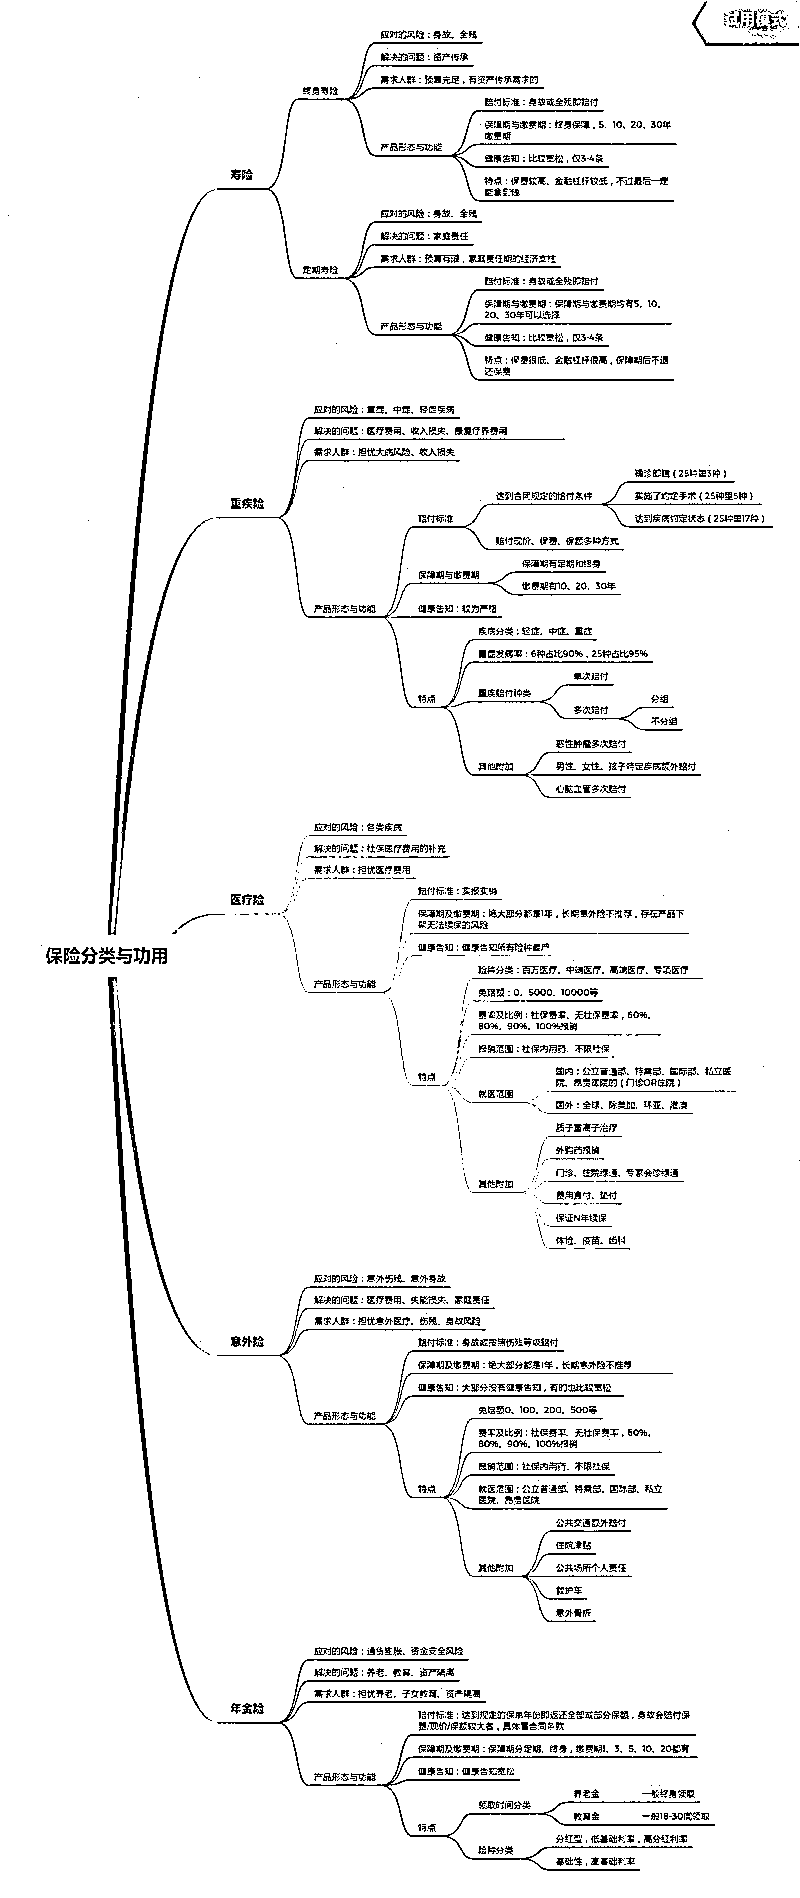 试用模式
应对的风险：身故、全残
解决的问题：资产传承
需求人群：预算充足，有资产传承需求的
终身寿险
赔付标准：身故或全残即赔付
保障期与缴费期：终身保障，5、10、20、30年
缴费期
产品形态与功能
健康告知：比较宽松，仅3-4条
特点：保费较高、金融杠杆较低，不过最后一定
能拿到钱
寿险
应对的风险：身故、全残
解决的问题：家庭责任
需求人群：预算有限，家庭责任期的经济支柱
定期寿险
赔付标准：身故或全残即赔付
保障期与缴费期：保障期与缴费期均有5、10、
20、30年可以选择
产品形态与功能
健康告知：比较宽松，仅3-4条
特点：保费很低、金融杠杆很高，保障期后不退
还保费
应对的风险：重症、中症、轻症疾病
解决的问题：医疗费用、收入损失、康复疗养费用
需求人群：担忧大病风险、收入损失
重疾险
确诊即赔（25种里3种）
达到合同规定的赔付条件
实施了约定手术（25种里5种）
达到疾病约定状态（25种里17种）
赔付标准
赔付现价、保费、保额多种方式
保障期有定期和终身
保障期与缴费期
缴费期有10、20、30年
产品形态与功能
健康告知：较为严格
疾病分类：轻症、中症、重症
重症发病率：6种占比90%，25种占比95%
单次赔付
重疾赔付种类
特点
多次赔付
分组
不分组
恶性肿瘤多次赔付
其他附加
男性、女性、孩子特定疾病额外赔付
心脑血管多次赔付
应对的风险：各类疾病
解决的问题：社保医疗费用的补充
需求人群：担忧医疗费用
医疗险
赔付标准：实报实销
保障期及缴费期：绝大部分都是1年，长期意外险不推荐，存在产品下
架无法续保的风险
健康告知：健康告知所有险种最严
保险分类与功用
产品形态与功能
险种分类：百万医疗、中端医疗、高端医疗、专项医疗
免赔额：0、5000、10000等
费率及比例：社保费率、无社保费率，60%、
80%、90%、100%报销
报销范围：社保内用药、不限社保
特点
国内：公立普通部、特需部、国际部、私立医
院、昂贵医院的（门诊OR住院）
就医范围
国外：全球、除美加、环亚、港澳
质子重离子治疗
外购药报销
门诊、住院绿通、专家会诊绿通
其他附加
费用直付、垫付
保证N年续保
体检、疫苗、齿科
应对的风险：意外伤残、意外身故
解决的问题：医疗费用、失能损失、家庭责任
需求人群：担忧意外医疗、伤残、身故风险
意外险
赔付标准：身故或按照伤残等级赔付
保障期及缴费期：绝大部分都是1年，长期意外险不推荐
健康告知：大部分没有健康告知，有的也比较宽松
产品形态与功能
免赔额0、100、200、500等
费率及比例：社保费率、无社保费率，60%、
80%、90%、100%报销
报销范围：社保内用药、不限社保
特点
就医范围：公立普通部、特需部、国际部、私立
医院、昂贵医院
公共交通额外赔付
住院津贴
其他附加
公共场所个人责任
救护车
意外骨折
应对的风险：通货膨胀、资金安全风险
解决的问题：养老、教育、资产隔离
需求人群：担忧养老、子女教育、资产隔离
年金险
赔付标准：达到规定的保单年份即返还全部或部分保额，身故会赔付保
费/现价/保额较大者，具体看合同条款
保障期及缴费期：保障期分定期、终身，缴费期1、3、5、10、20都有
健康告知：健康告知宽松
产品形态与功能
养老金
一般终身领取
领取时间分类
教育金
一般18-30周领取
特点
分红型，低基础利率，高分红利率
险种分类
基础性，高基础利率